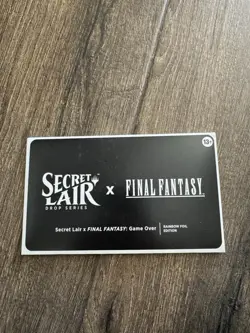 13+
SECRET
LAIR
DROP SERIES
x
FINAL FANTASY
Secret Lair x FINAL FANTASY: Game Over
RAINBOW FOIL
EDITION